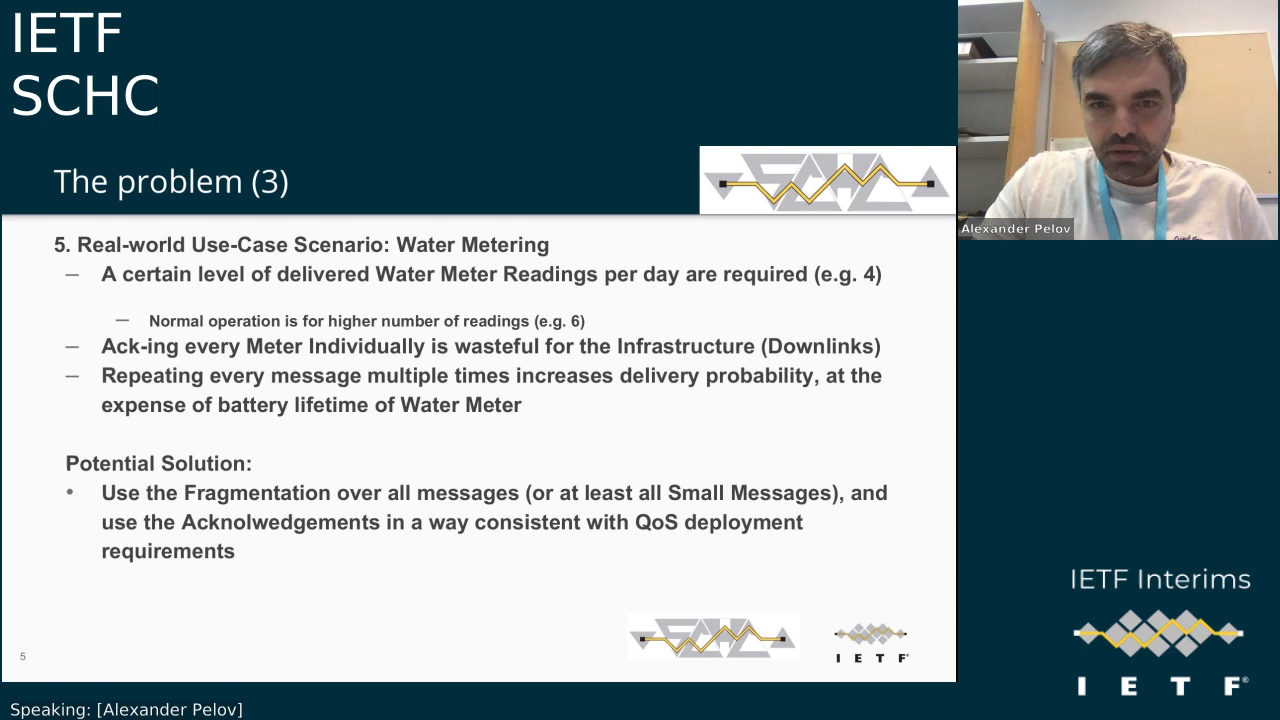 IETF
SCHC
The problem (3)
SCHC
Alexander Pelov
5. Real-world Use-Case Scenario: Water Metering
– A certain level of delivered Water Meter Readings per day are required (e.g. 4)
– Normal operation is for higher number of readings (e.g. 6)
– Ack-ing every Meter Individually is wasteful for the Infrastructure (Downlinks)
– Repeating every message multiple times increases delivery probability, at the
expense of battery lifetime of Water Meter
Potential Solution:
• Use the Fragmentation over all messages (or at least all Small Messages), and
use the Acknolwedgements in a way consistent with QoS deployment
requirements
IETF Interims
SCHC
I E T F®
5
I E T F®
Speaking: [Alexander Pelov]